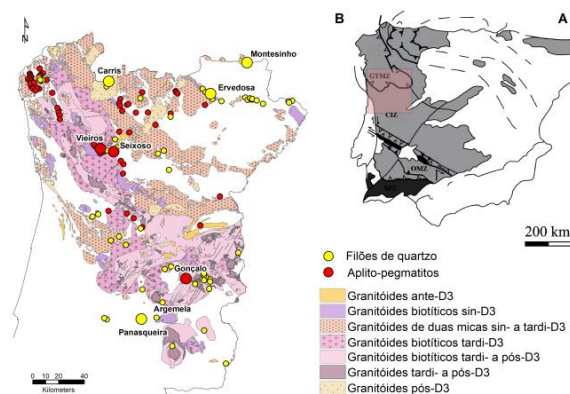 B
A
N
Montesinho
Carris
Ervedosa
Vieiros
Seixoso
Gonçalo
Argemela
Panasqueira
0 10 20 30 40
Kilometers
GTMZ
CIZ
OMZ
200 km
Filões de quartzo
Aplito-pegmatitos
Granitóides ante-D3
Granitóides biotíticos sin-D3
Granitóides de duas micas sin- a tardi-D3
Granitóides biotíticos tardi-D3
Granitóides biotíticos tardi- a pós-D3
Granitóides tardi- a pós-D3
Granitóides pós-D3